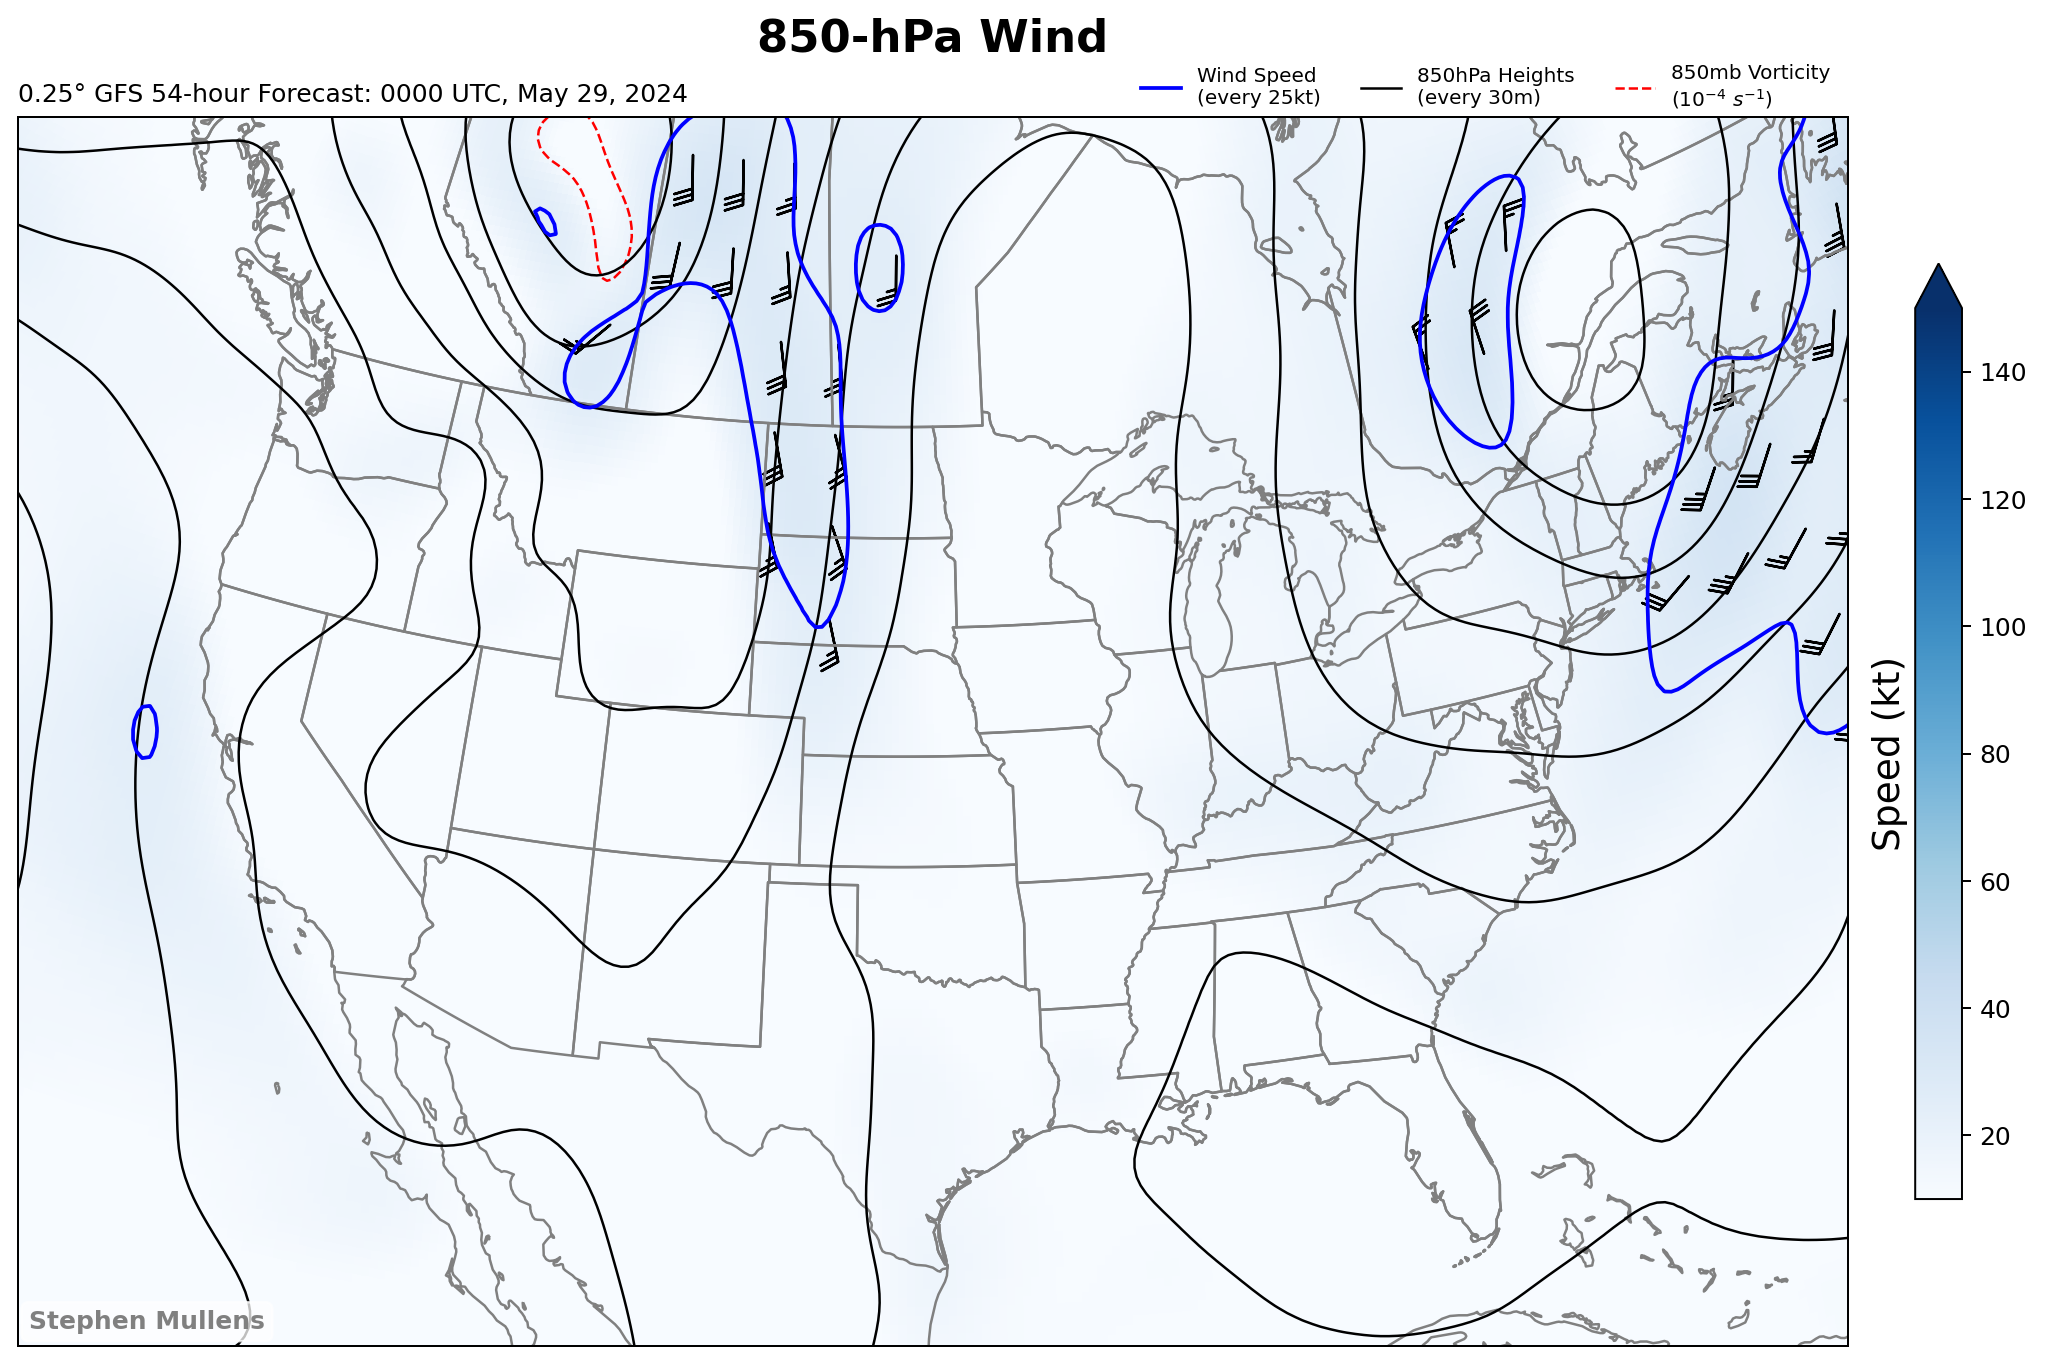 850-hPa Wind
0.25° GFS 54-hour Forecast: 0000 UTC, May 29, 2024
Wind Speed
(every 25kt)
850hPa Heights
(every 30m)
850mb Vorticity
(10⁻⁴ s⁻¹)
140
120
100
80
60
40
20
Speed (kt)
Stephen Mullens